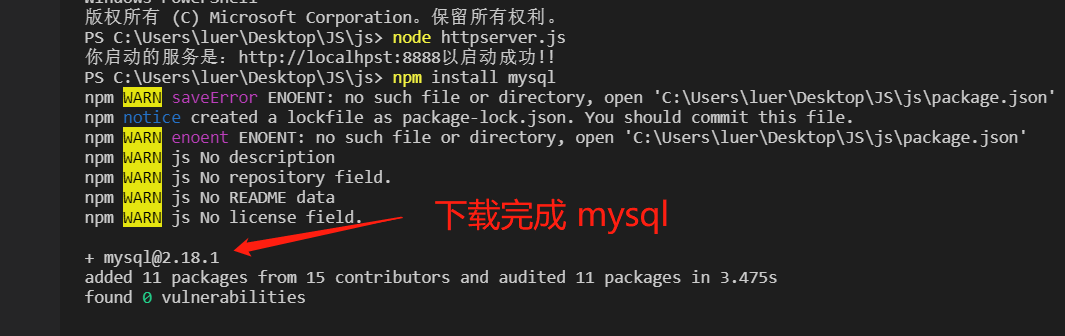 Windows PowerShell
版权所有 (C) Microsoft Corporation。保留所有权利。
PS C:\Users\luer\Desktop\JS\js> node httpserver.js
你启动的服务是：http://localhpst:8888以启动成功!!
PS C:\Users\luer\Desktop\JS\js> npm install mysql
npm WARN saveError ENOENT: no such file or directory, open 'C:\Users\luer\Desktop\JS\js\package.json'
npm notice created a lockfile as package-lock.json. You should commit this file.
npm WARN enoent ENOENT: no such file or directory, open 'C:\Users\luer\Desktop\JS\js\package.json'
npm WARN js No description
npm WARN js No repository field.
npm WARN js No README data
npm WARN js No license field.
下载完成 mysql
+ mysql@2.18.1
added 11 packages from 15 contributors and audited 11 packages in 3.475s
found 0 vulnerabilities